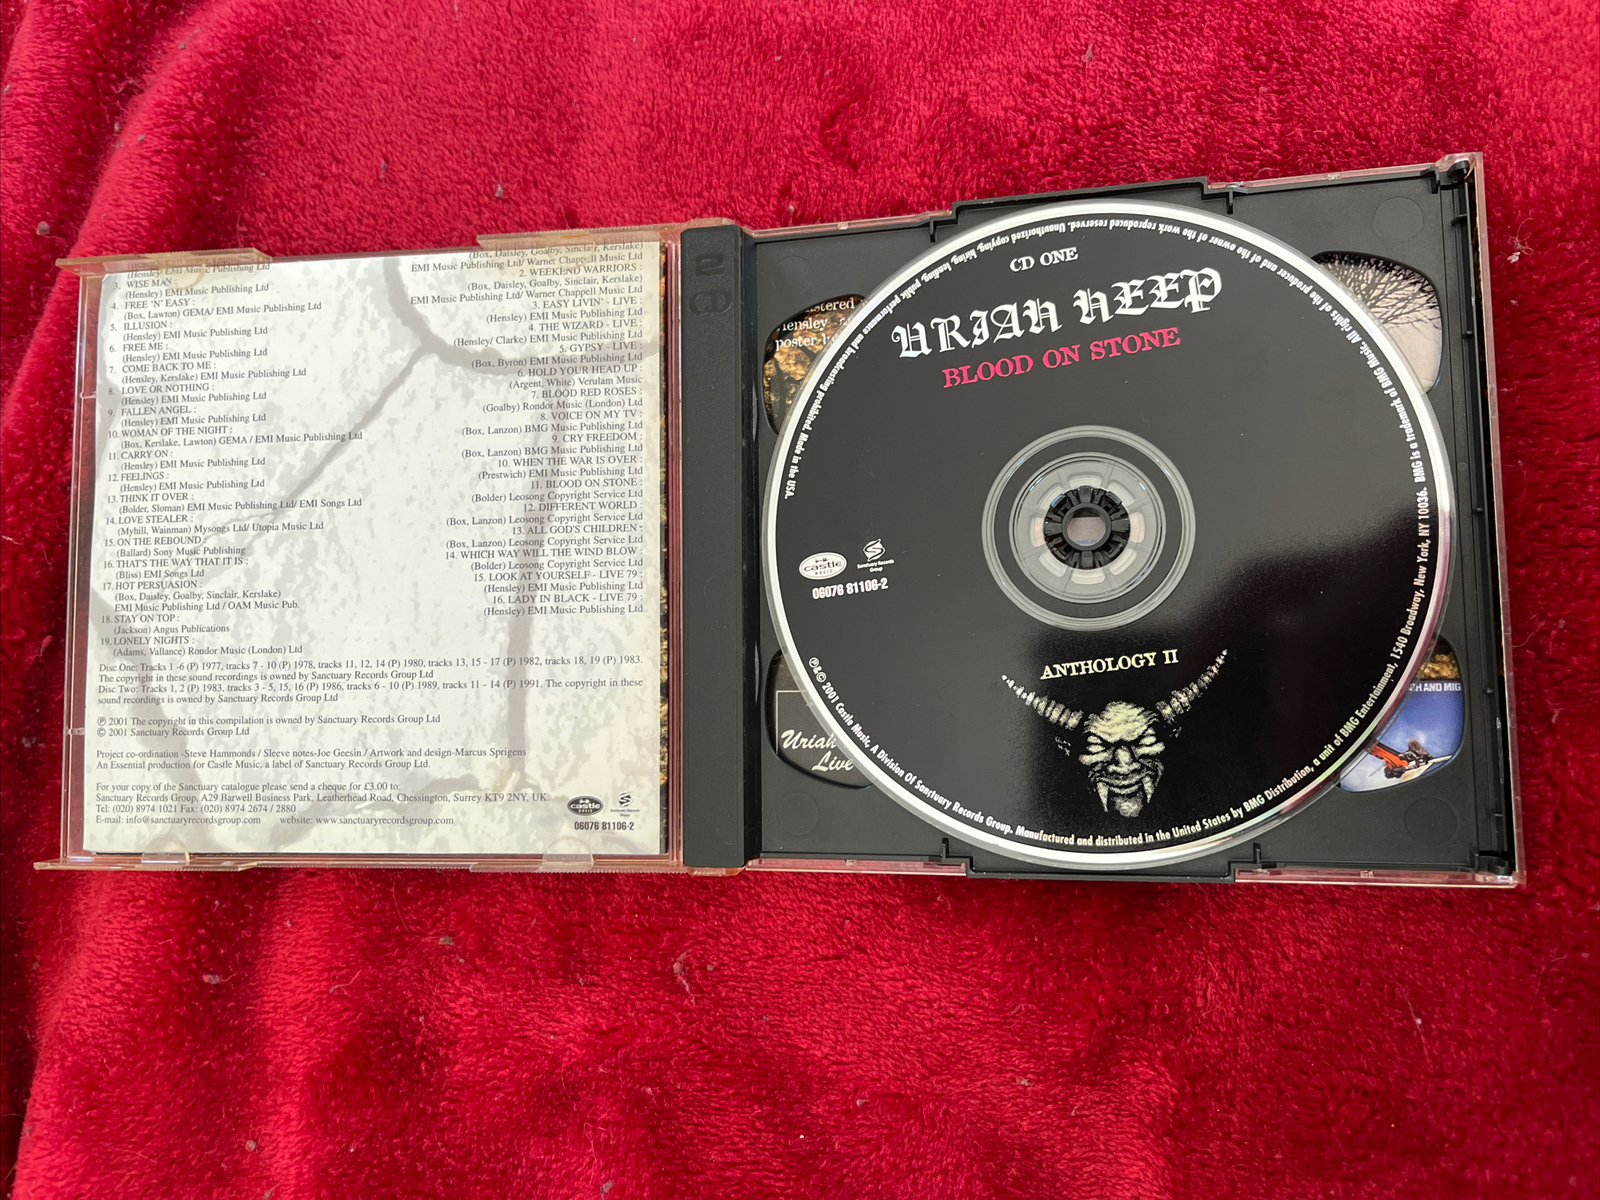 (Hensley) EMI Music Publishing Ltd
3. WISE MAN :
(Hensley) EMI Music Publishing Ltd
4. FREE 'N' EASY :
(Box, Lawton) GEMA/ EMI Music Publishing Ltd
5. ILLUSION :
(Hensley) EMI Music Publishing Ltd
6. FREE ME :
(Hensley) EMI Music Publishing Ltd
7. COME BACK TO ME :
(Hensley, Kerslake) EMI Music Publishing Ltd
8. LOVE OR NOTHING :
(Hensley) EMI Music Publishing Ltd
9. FALLEN ANGEL :
(Hensley) EMI Music Publishing Ltd
10. WOMAN OF THE NIGHT :
(Box, Kerslake, Lawton) GEMA / EMI Music Publishing Ltd
11. CARRY ON :
(Hensley) EMI Music Publishing Ltd
12. FEELINGS :
(Hensley) EMI Music Publishing Ltd
13. THINK IT OVER :
(Bolder, Sloman) EMI Music Publishing Ltd/ EMI Songs Ltd
14. LOVE STEALER :
(Myhill, Wainman) Mysongs Ltd/ Utopia Music Ltd
15. ON THE REBOUND :
(Ballard) Sony Music Publishing
16. THAT'S THE WAY THAT IT IS :
(Bliss) EMI Songs Ltd
17. HOT PERSUASION :
(Box, Daisley, Goalby, Sinclair, Kerslake)
EMI Music Publishing Ltd / OAM Music Pub.
18. STAY ON TOP :
(Jackson) Angus Publications
19. LONELY NIGHTS :
(Adams, Vallance) Rondor Music (London) Ltd
(Box, Daisley, Goalby, Sinclair, Kerslake)
EMI Music Publishing Ltd/ Warner Chappell Music Ltd
2. WEEKEND WARRIORS :
(Box, Daisley, Goalby, Sinclair, Kerslake)
EMI Music Publishing Ltd/ Warner Chappell Music Ltd
3. EASY LIVIN' - LIVE :
(Hensley) EMI Music Publishing Ltd
4. THE WIZARD - LIVE :
(Hensley/ Clarke) EMI Music Publishing Ltd
5. GYPSY - LIVE :
(Box, Byron) EMI Music Publishing Ltd
6. HOLD YOUR HEAD UP :
(Argent, White) Verulam Music
7. BLOOD RED ROSES :
(Goalby) Rondor Music (London) Ltd
8. VOICE ON MY TV :
(Box, Lanzon) BMG Music Publishing Ltd
9. CRY FREEDOM :
(Box, Lanzon) BMG Music Publishing Ltd
10. WHEN THE WAR IS OVER :
(Prestwich) EMI Music Publishing Ltd
11. BLOOD ON STONE :
(Bolder) Leosong Copyright Service Ltd
12. DIFFERENT WORLD :
(Box, Lanzon) Leosong Copyright Service Ltd
13. ALL GOD'S CHILDREN :
(Box, Lanzon) Leosong Copyright Service Ltd
14. WHICH WAY WILL THE WIND BLOW :
(Bolder) Leosong Copyright Service Ltd
15. LOOK AT YOURSELF - LIVE 79 :
(Hensley) EMI Music Publishing Ltd
16. LADY IN BLACK - LIVE 79 :
(Hensley) EMI Music Publishing Ltd
Disc One: Tracks 1-6 (P) 1977, tracks 7 - 10 (P) 1978, tracks 11, 12, 14 (P) 1980, tracks 13, 15 - 17 (P) 1982, tracks 18, 19 (P) 1983.
The copyright in these sound recordings is owned by Sanctuary Records Group Ltd
Disc Two: Tracks 1, 2 (P) 1983, tracks 3 - 5, 15, 16 (P) 1986, tracks 6 - 10 (P) 1989, tracks 11 - 14 (P) 1991. The copyright in these
sound recordings is owned by Sanctuary Records Group Ltd
℗ 2001 The copyright in this compilation is owned by Sanctuary Records Group Ltd
© 2001 Sanctuary Records Group Ltd
Project co-ordination -Steve Hammonds / Sleeve notes-Joe Geesin / Artwork and design-Marcus Sprigens
An Essential production for Castle Music, a label of Sanctuary Records Group Ltd.
For your copy of the Sanctuary catalogue please send a cheque for £3.00 to:
Sanctuary Records Group, A29 Barwell Business Park, Leatherhead Road, Chessington, Surrey KT9 2NY, UK.
Tel: (020) 8974 1021 Fax: (020) 8974 2674 / 2880
E-mail: info@sanctuaryrecordsgroup.com website: www.sanctuaryrecordsgroup.com
castle
06076 81106-2
2
CD
CD ONE
URIAH HEEP
BLOOD ON STONE
castle
MUSIC
Sanctuary Records
Group
06076 81106-2
ANTHOLOGY II
℗&© 2001 Castle Music, A Division Of Sanctuary Records Group. Manufactured and distributed in the United States by BMG Distribution, a unit of BMG Entertainment, 1540 Broadway, New York, NY 10036. BMG is a trademark of BMG Music. All rights of the producer and of the owner of the work reproduced reserved. Unauthorized copying, hiring, lending, public performance and broadcasting prohibited. Made in the USA.
Hensley
poster
Uriah
Live
AND MIG